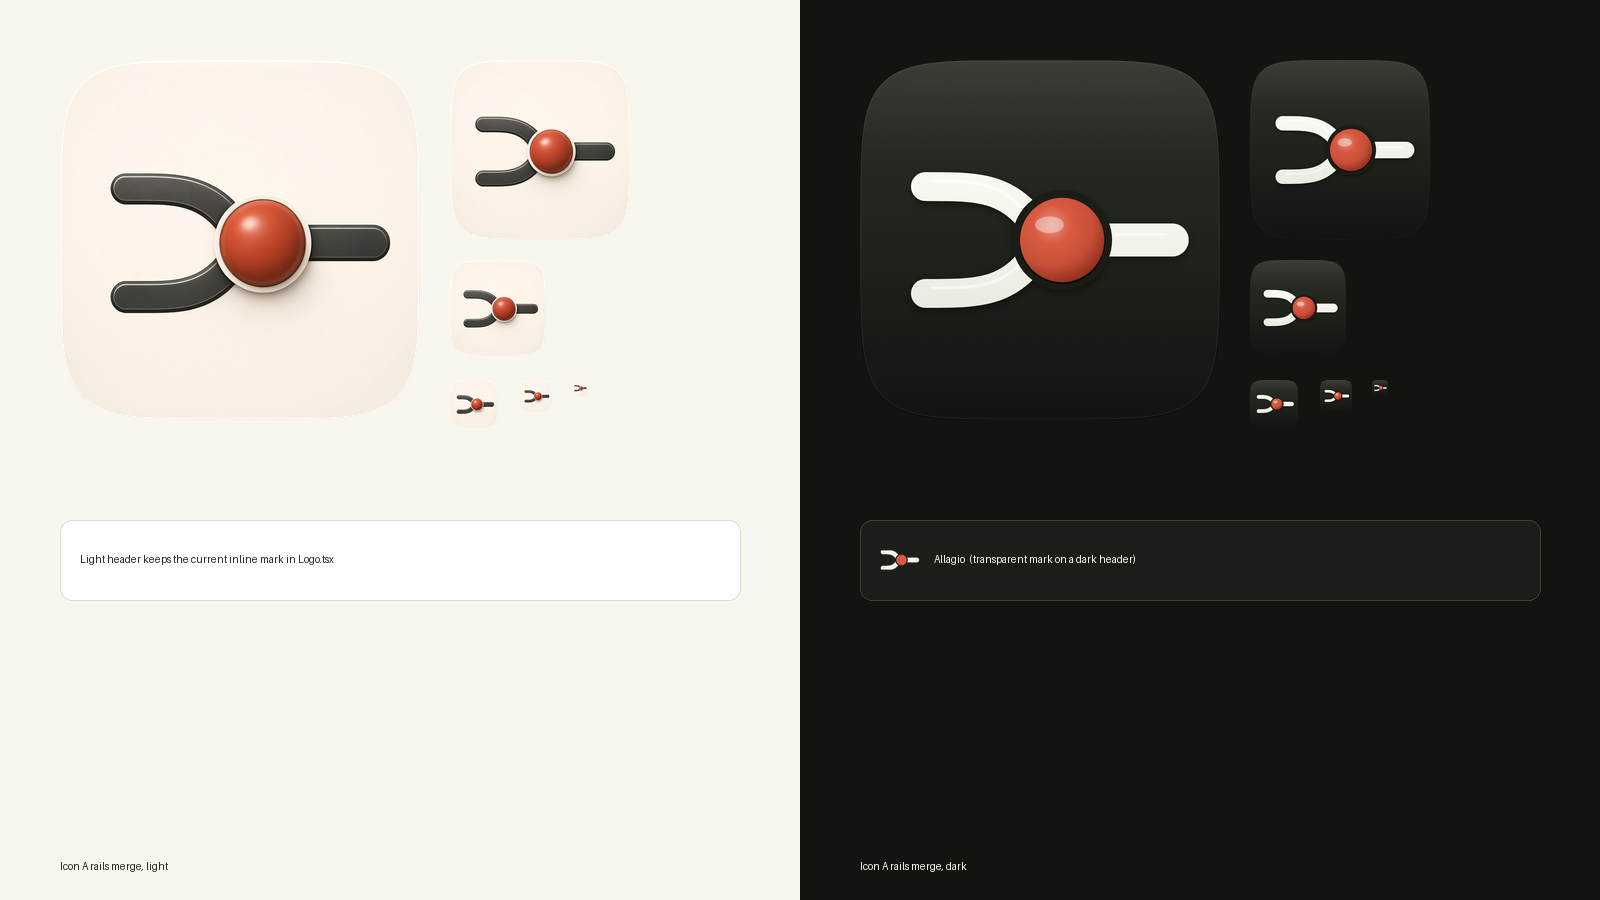 Light header keeps the current inline mark in Logo.tsx
Allagio (transparent mark on a dark header)
Icon A rails merge, light
Icon A rails merge, dark